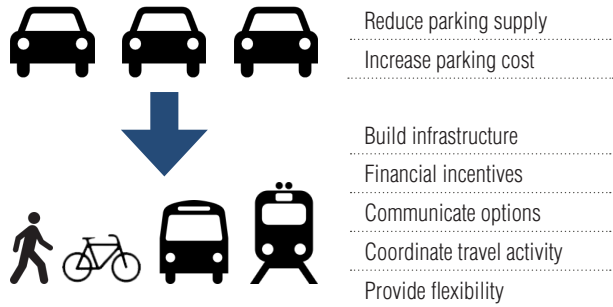 Reduce parking supply
Increase parking cost
Build infrastructure
Financial incentives
Communicate options
Coordinate travel activity
Provide flexibility